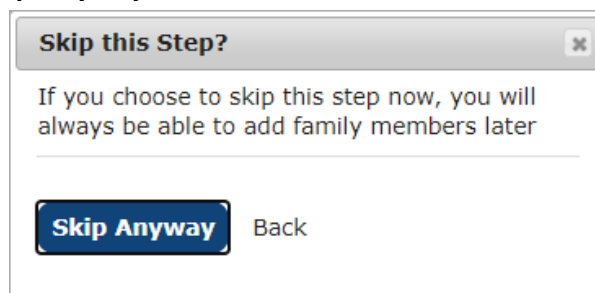 Skip this Step?
If you choose to skip this step now, you will
always be able to add family members later
Skip Anyway Back